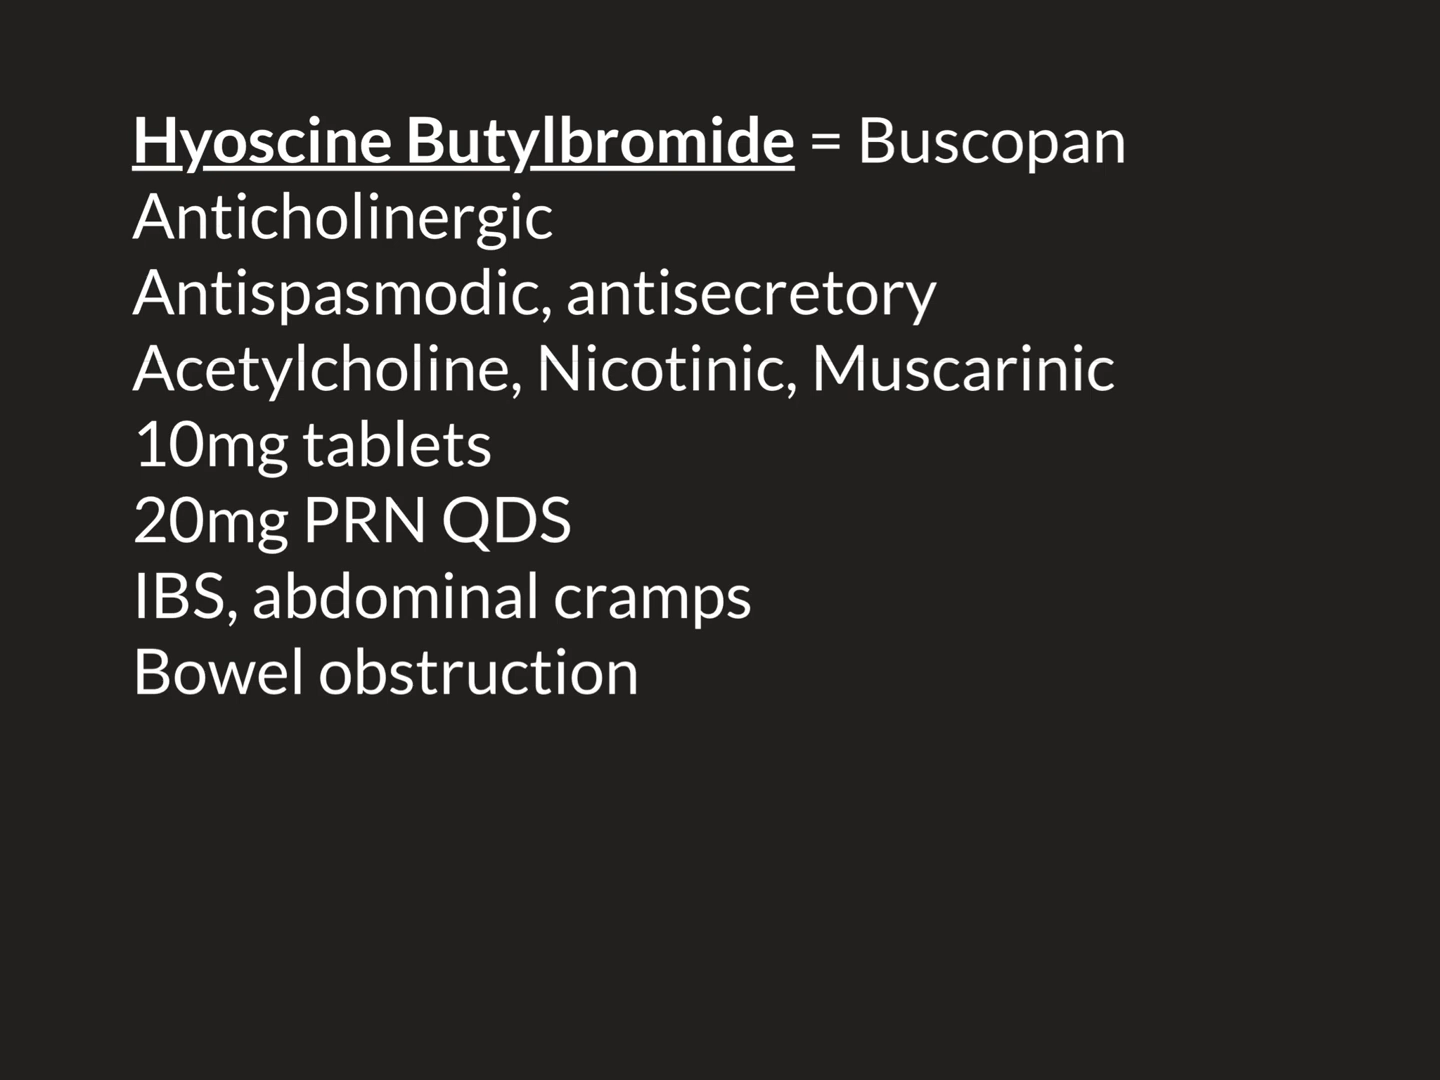 Hyoscine Butylbromide = Buscopan
Anticholinergic
Antispasmodic, antisecretory
Acetylcholine, Nicotinic, Muscarinic
10mg tablets
20mg PRN QDS
IBS, abdominal cramps
Bowel obstruction